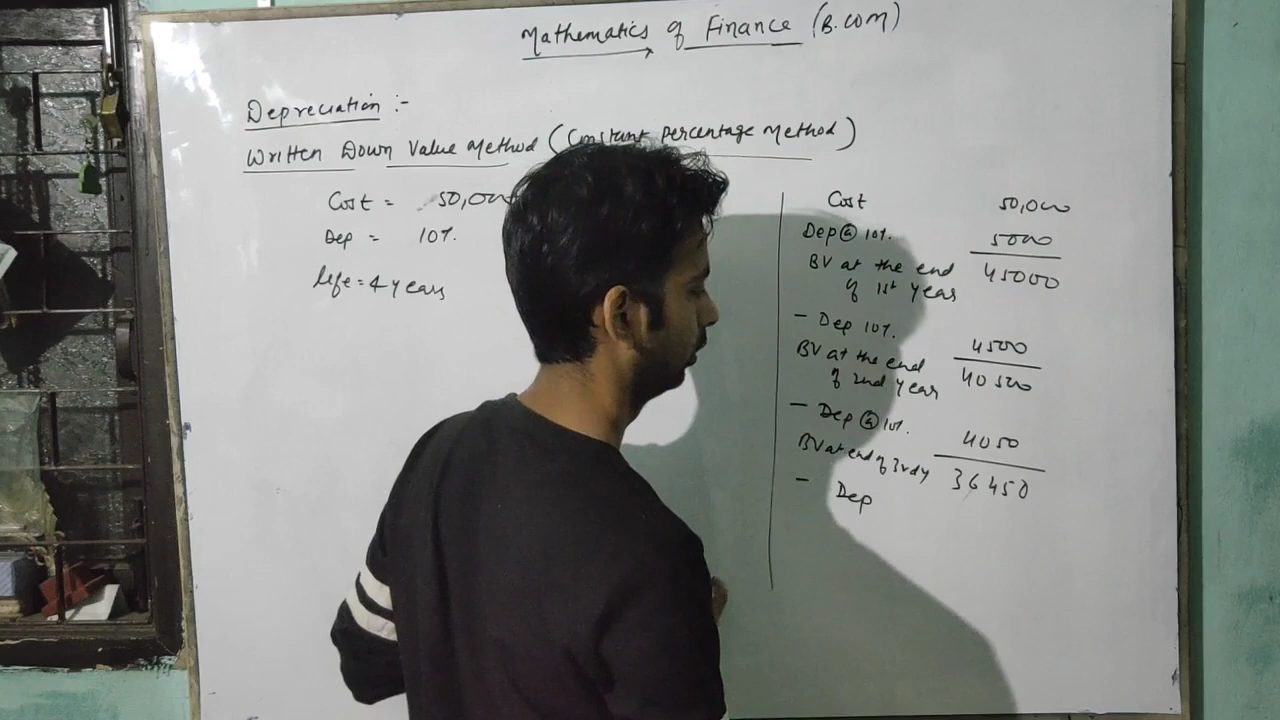 Mathematics of Finance (B.COM)
Depreciation :-
Written Down Value Method (Constant Percentage Method)
Cost = 50,000
Dep = 10%.
life = 4 years
Cost 50,000
Dep @ 10%. 5000
BV at the end 45000
of 1st year
- Dep 10%. 4500
BV at the end 40500
of 2nd year
- Dep @ 10%. 4050
BV at end of 3rd y 36450
- Dep